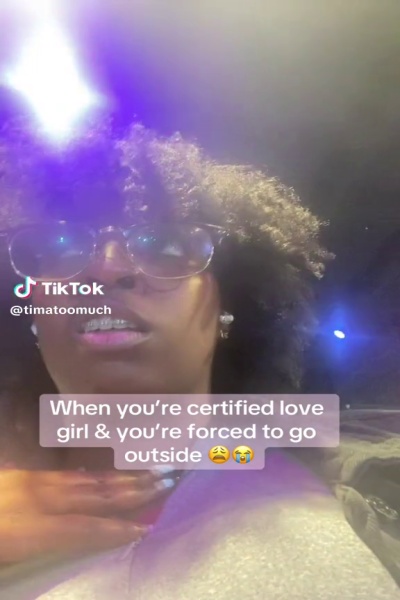 TikTok
@timatoomuch
When you're certified love
girl & you're forced to go
outside 😩😭